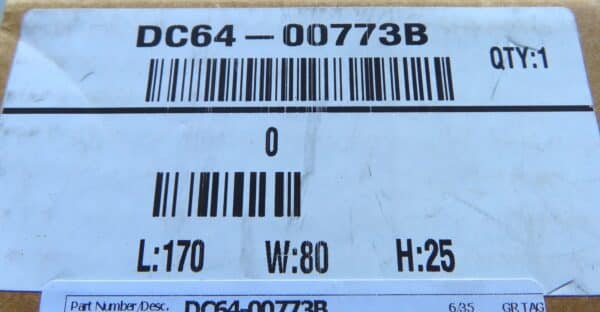 DC64-00773B
QTY:1
0
L:170 W:80 H:25
Part Number/Desc. DC64-00773B 6/35 GR.TAG